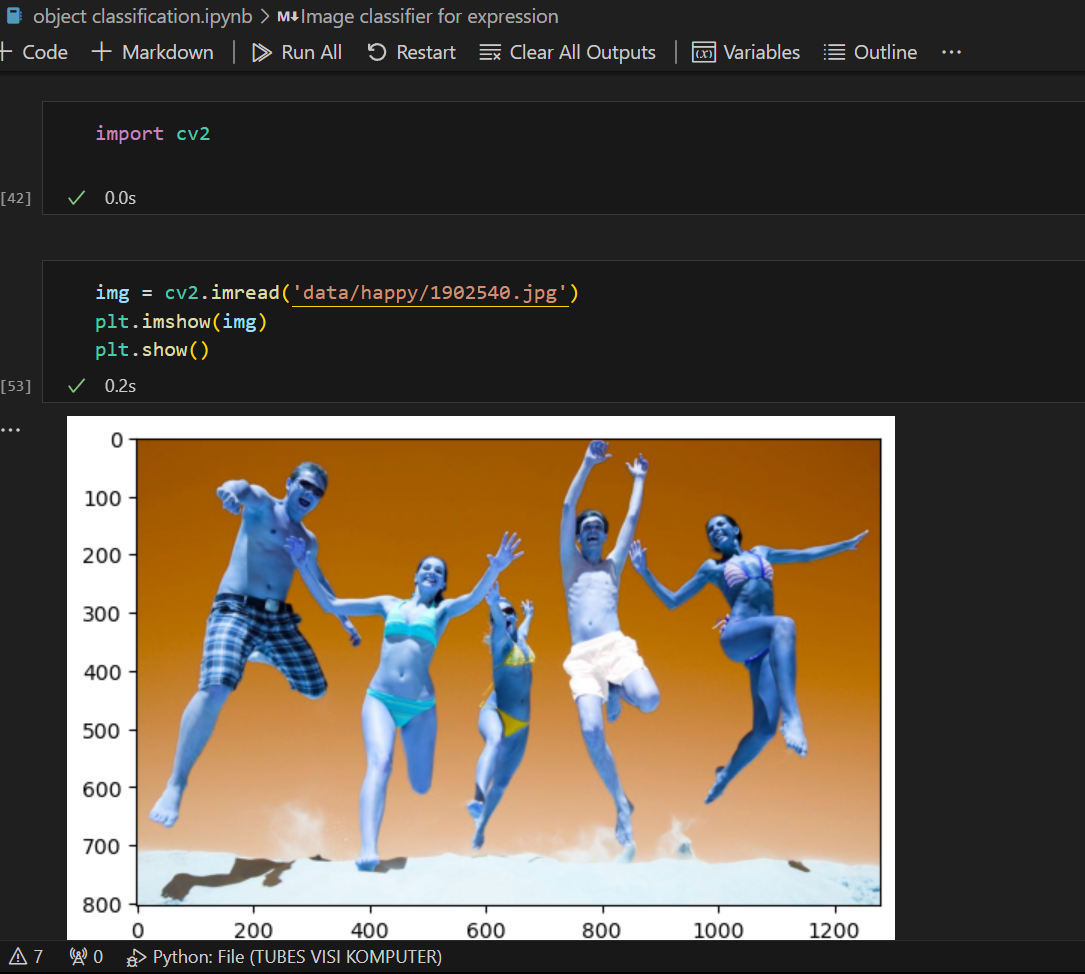 object classification.ipynb > M↓Image classifier for expression
+ Code + Markdown | Run All Restart Clear All Outputs | Variables Outline ...
import cv2
[42] ✓ 0.0s
img = cv2.imread('data/happy/1902540.jpg')
plt.imshow(img)
plt.show()
[53] ✓ 0.2s
...
0
100
200
300
400
500
600
700
800
0 200 400 600 800 1000 1200
7 0 Python: File (TUBES VISI KOMPUTER)